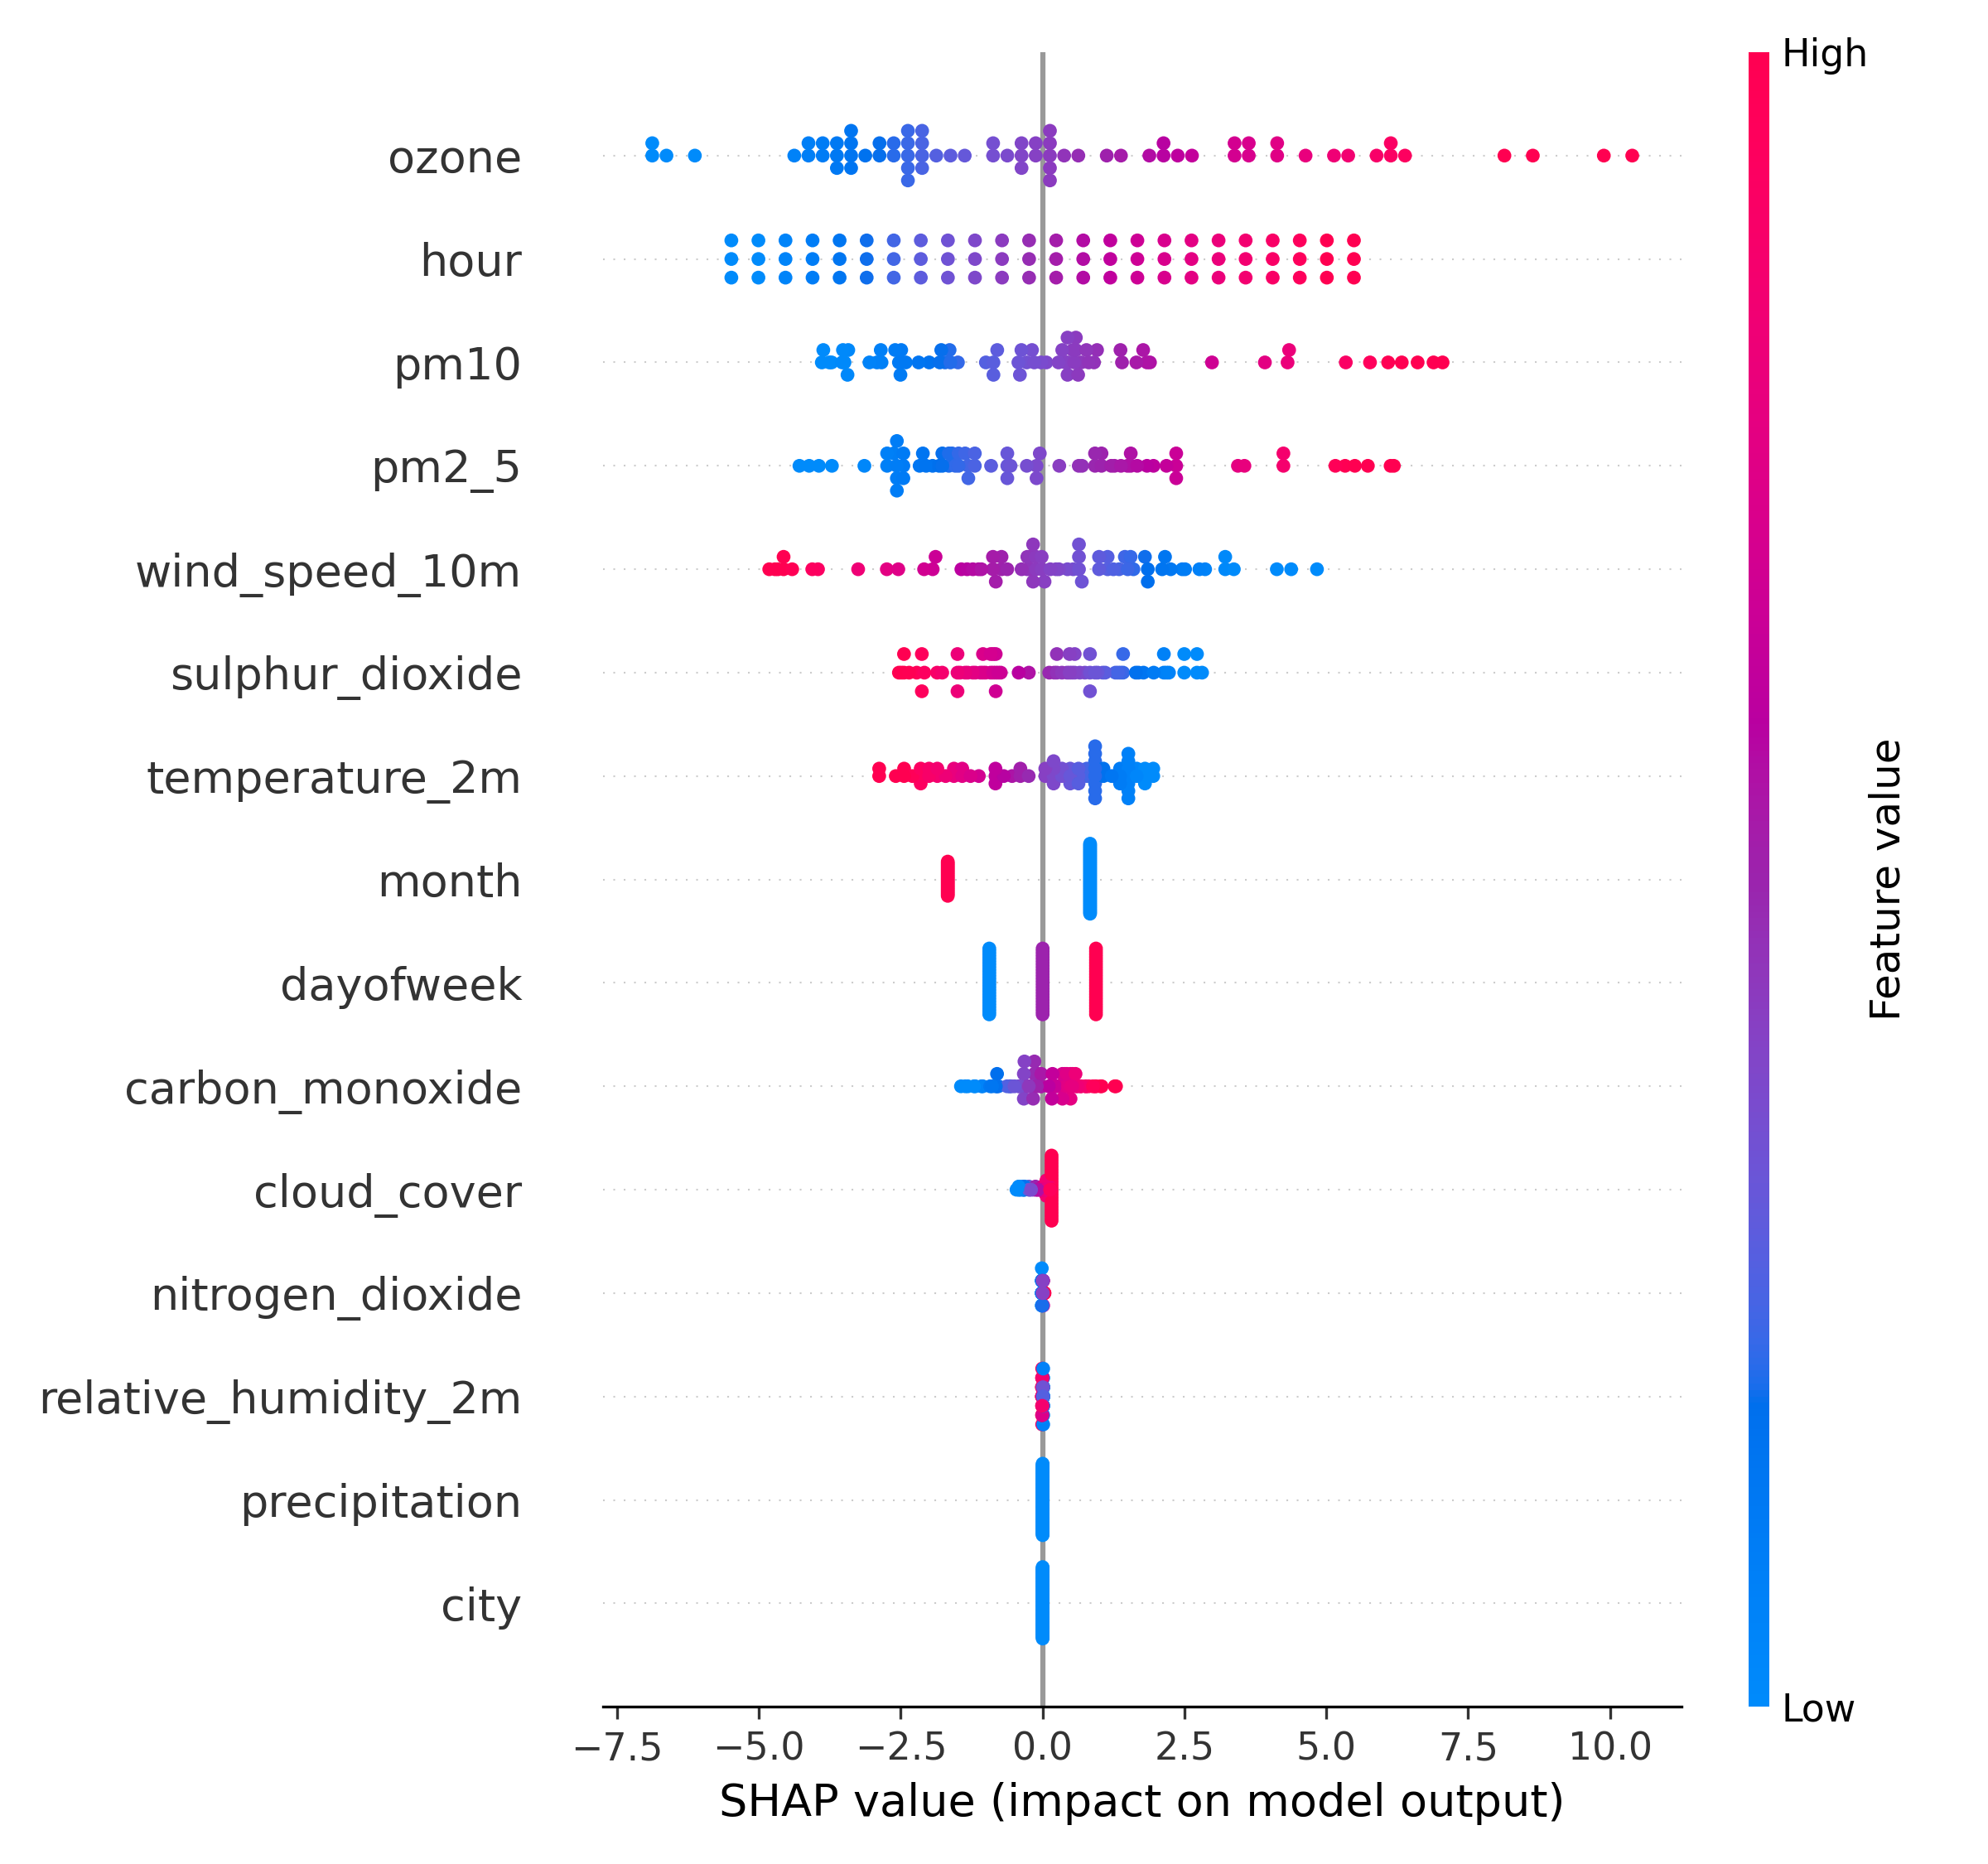 High
ozone
hour
pm10
pm2_5
wind_speed_10m
sulphur_dioxide
temperature_2m
month
dayofweek
carbon_monoxide
cloud_cover
nitrogen_dioxide
relative_humidity_2m
precipitation
city
Feature value
Low
−7.5 −5.0 −2.5 0.0 2.5 5.0 7.5 10.0
SHAP value (impact on model output)